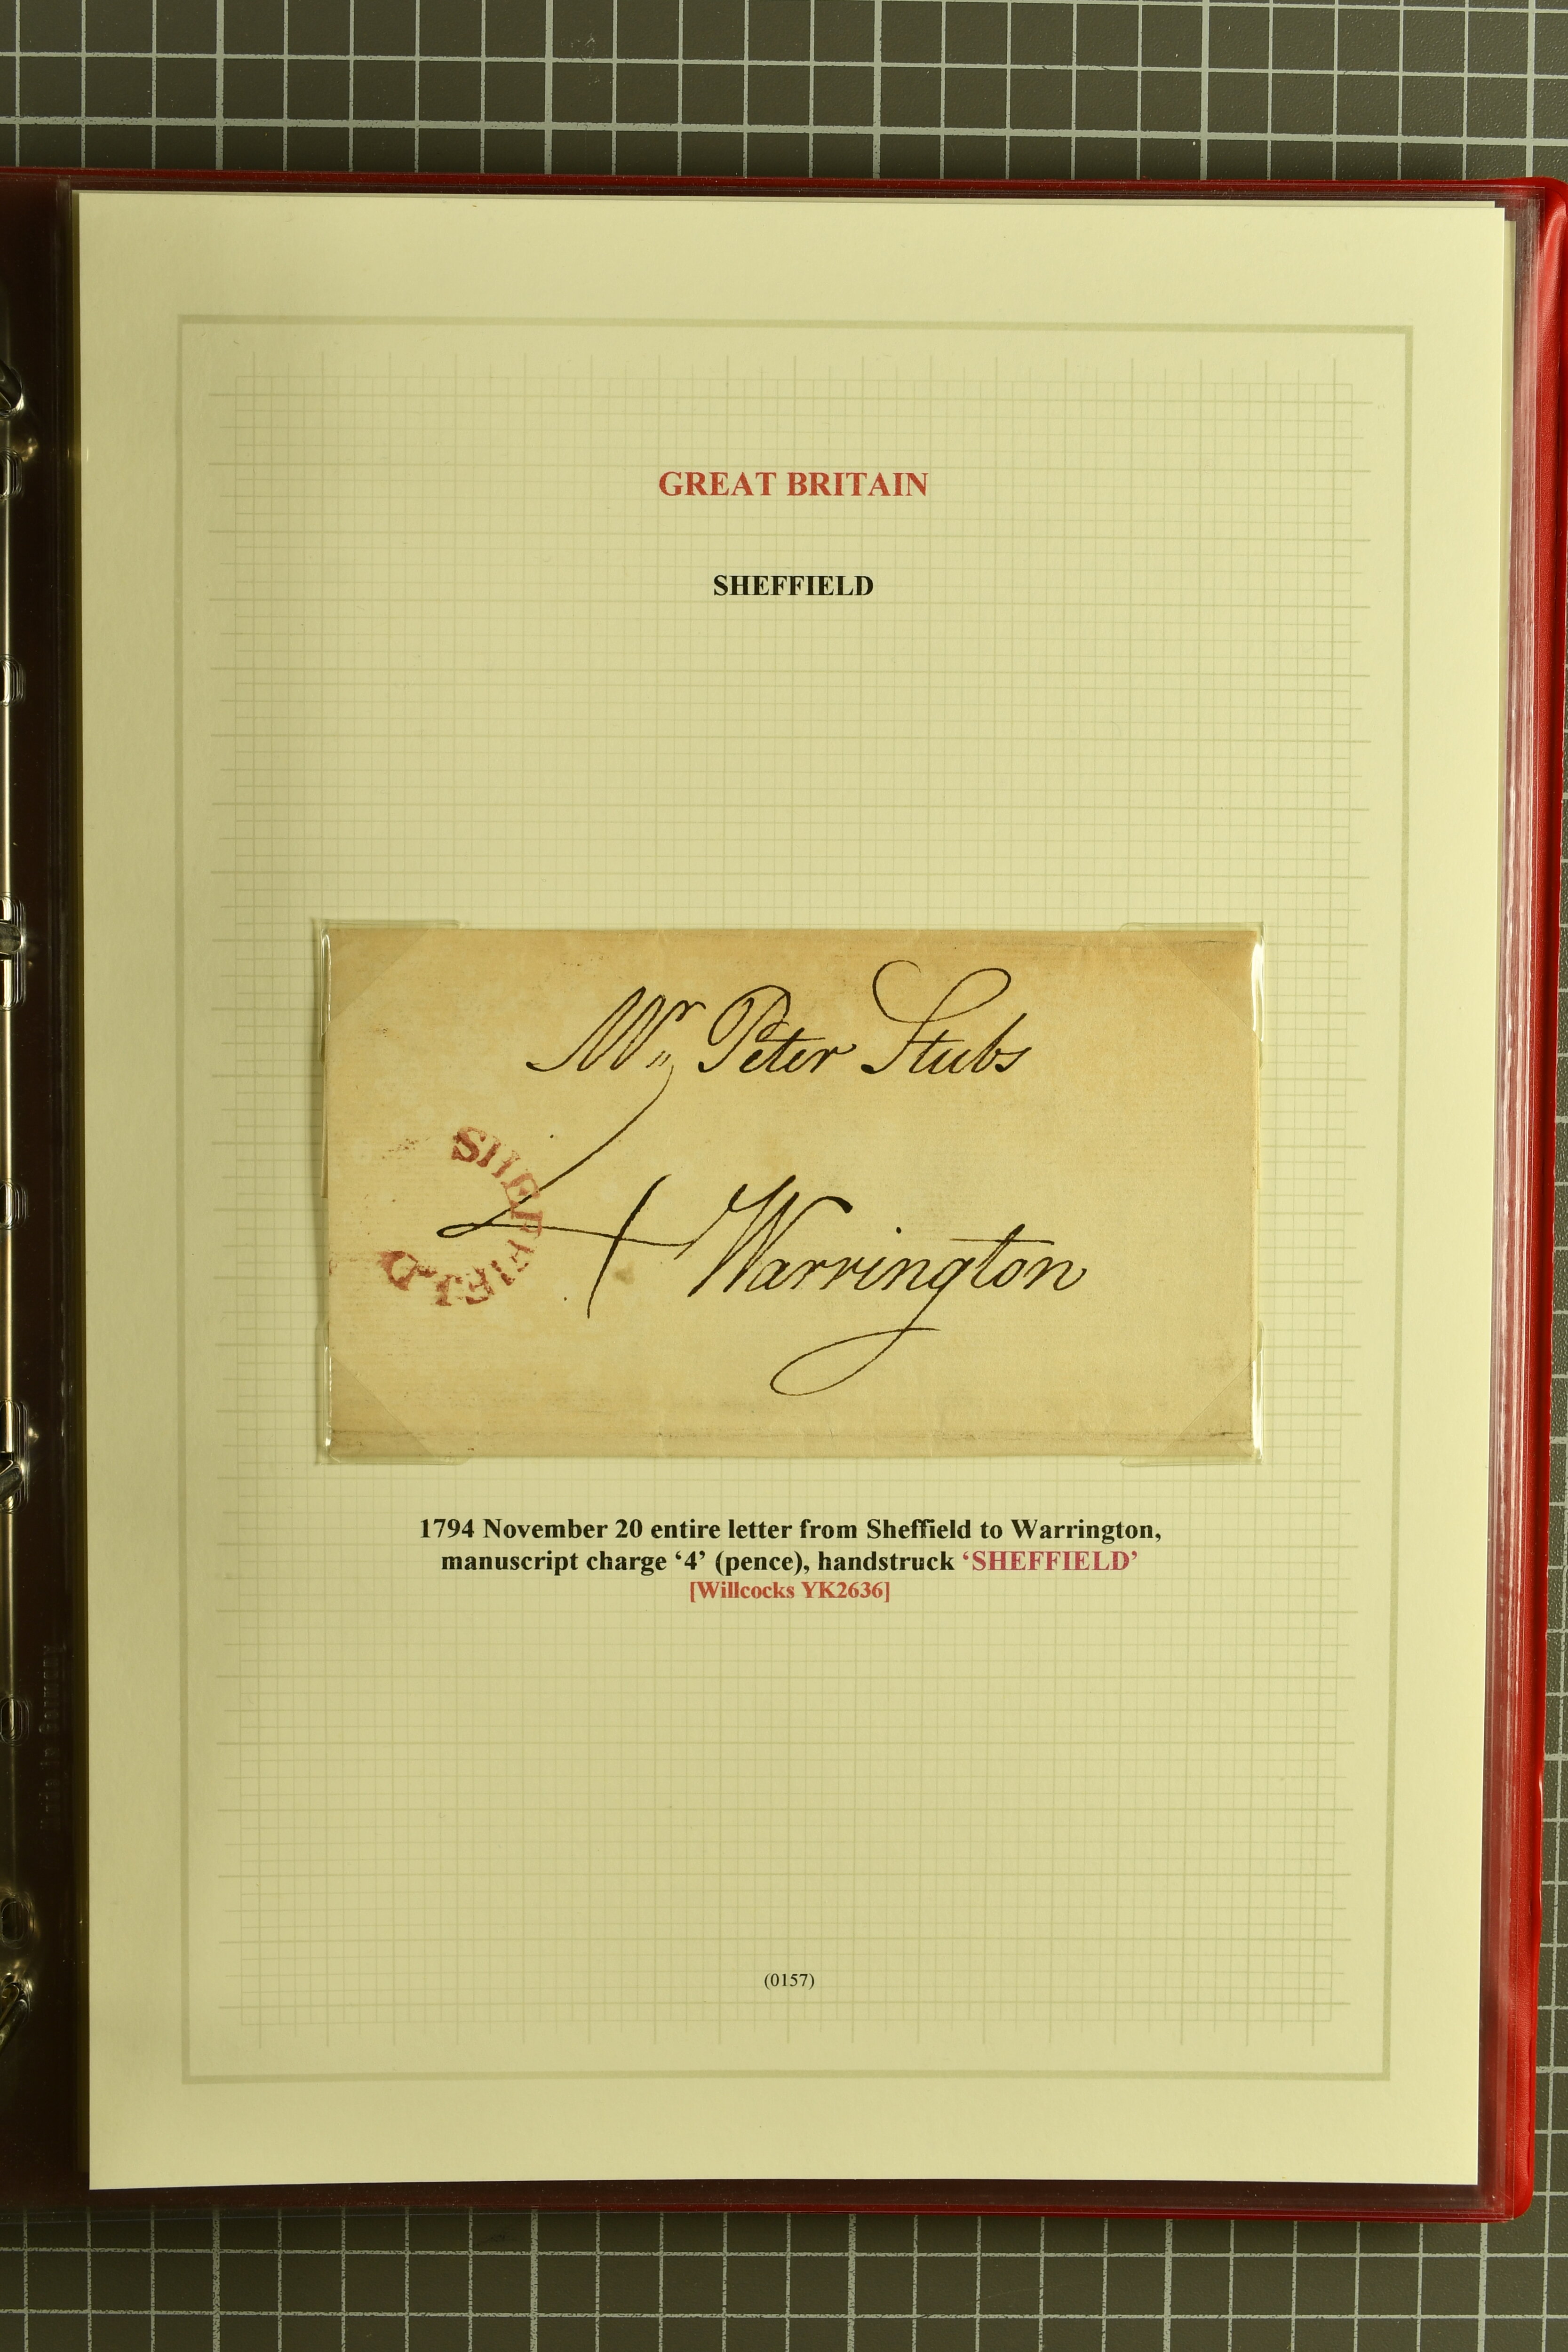 GREAT BRITAIN
SHEFFIELD
Mr Peter Stubs
SHEFFIELD
4
Warrington
1794 November 20 entire letter from Sheffield to Warrington,
manuscript charge ‘4’ (pence), handstruck ‘SHEFFIELD’
[Willcocks YK2636]
(0157)